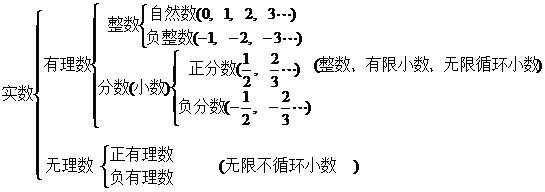 自然数(0, 1, 2, 3···)
整数
负整数(−1, −2, −3···)
有理数
正分数(1/2, 2/3···) (整数、有限小数、无限循环小数)
分数(小数)
实数
负分数(−1/2, −2/3···)
正有理数
无理数 (无限不循环小数 )
负有理数